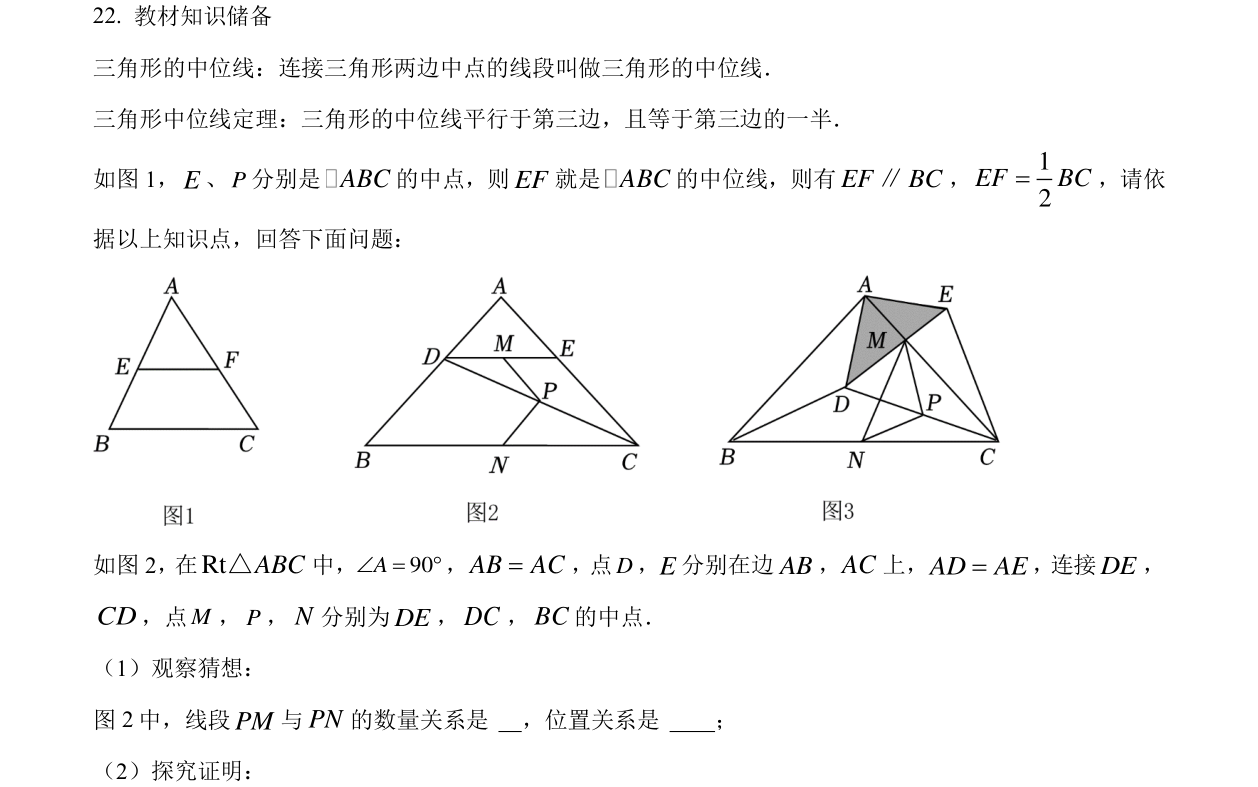 22. 教材知识储备
三角形的中位线：连接三角形两边中点的线段叫做三角形的中位线．
三角形中位线定理：三角形的中位线平行于第三边，且等于第三边的一半．
如图 1，E、P 分别是□ABC 的中点，则 EF 就是□ABC 的中位线，则有 EF ∥ BC，EF = 1/2 BC，请依
据以上知识点，回答下面问题：
A
E
F
B
C
图1
A
D
M
E
P
B
N
C
图2
A
E
M
D
P
B
N
C
图3
如图 2，在 Rt△ABC 中，∠A = 90°，AB = AC，点 D，E 分别在边 AB，AC 上，AD = AE，连接 DE，
CD，点 M，P，N 分别为 DE，DC，BC 的中点．
（1）观察猜想：
图 2 中，线段 PM 与 PN 的数量关系是 __，位置关系是 ____；
（2）探究证明：